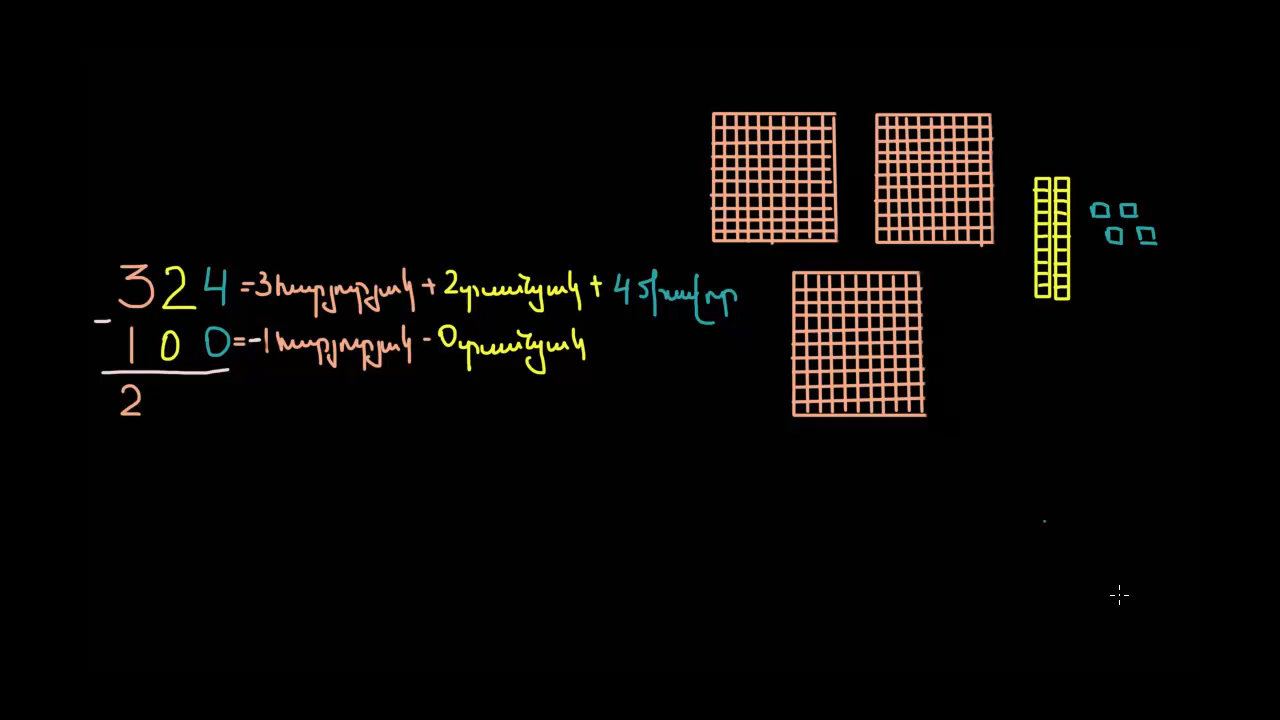 324 = 3 հարյուրյակ + 2 տասնյակ + 4 միավոր
- 100 = -1 հարյուրյակ - 0 տասնյակ
2